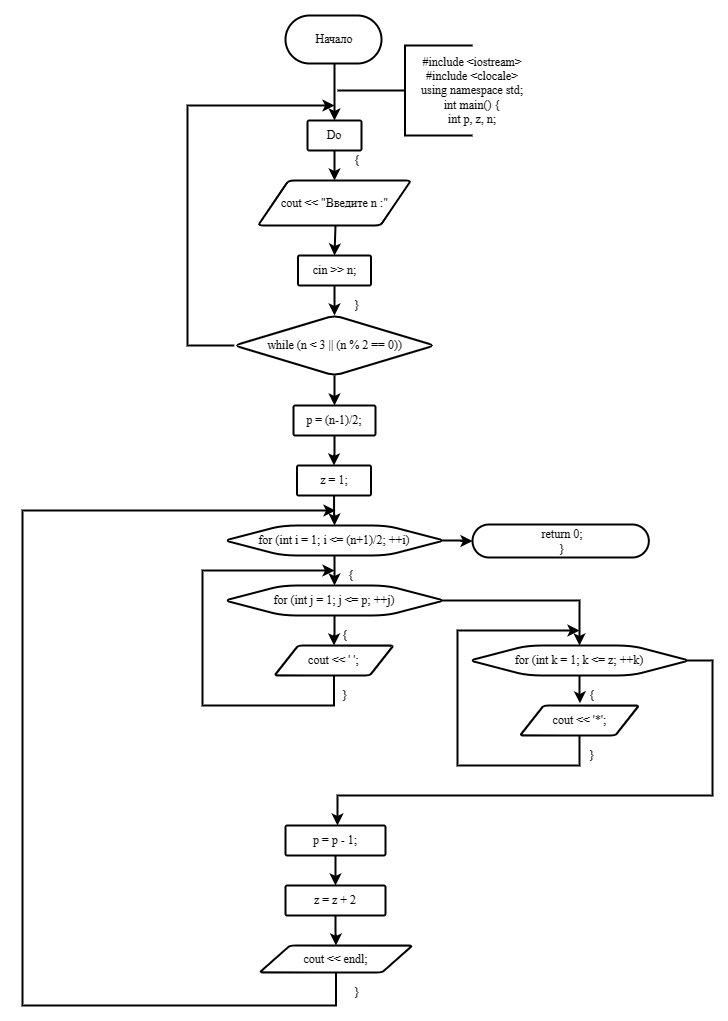 Начало
#include <iostream>
#include <clocale>
using namespace std;
int main() {
int p, z, n;
Do
{
cout << "Введите n :"
cin >> n;
}
while (n < 3 || (n % 2 == 0))
p = (n-1)/2;
z = 1;
for (int i = 1; i <= (n+1)/2; ++i)
return 0;
}
{
for (int j = 1; j <= p; ++j)
{
cout << ' ';
}
for (int k = 1; k <= z; ++k)
{
cout << '*';
}
p = p - 1;
z = z + 2
cout << endl;
}